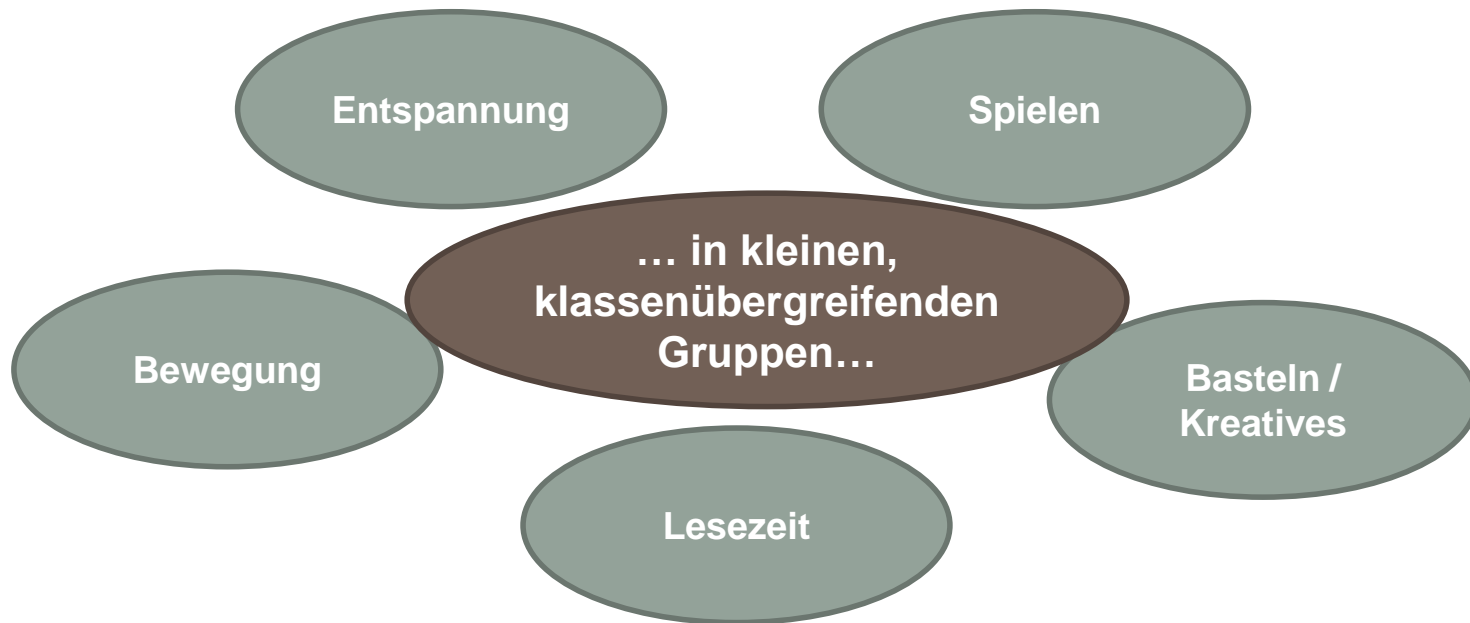 Entspannung
Spielen
… in kleinen,
klassenübergreifenden
Gruppen…
Bewegung
Basteln /
Kreatives
Lesezeit